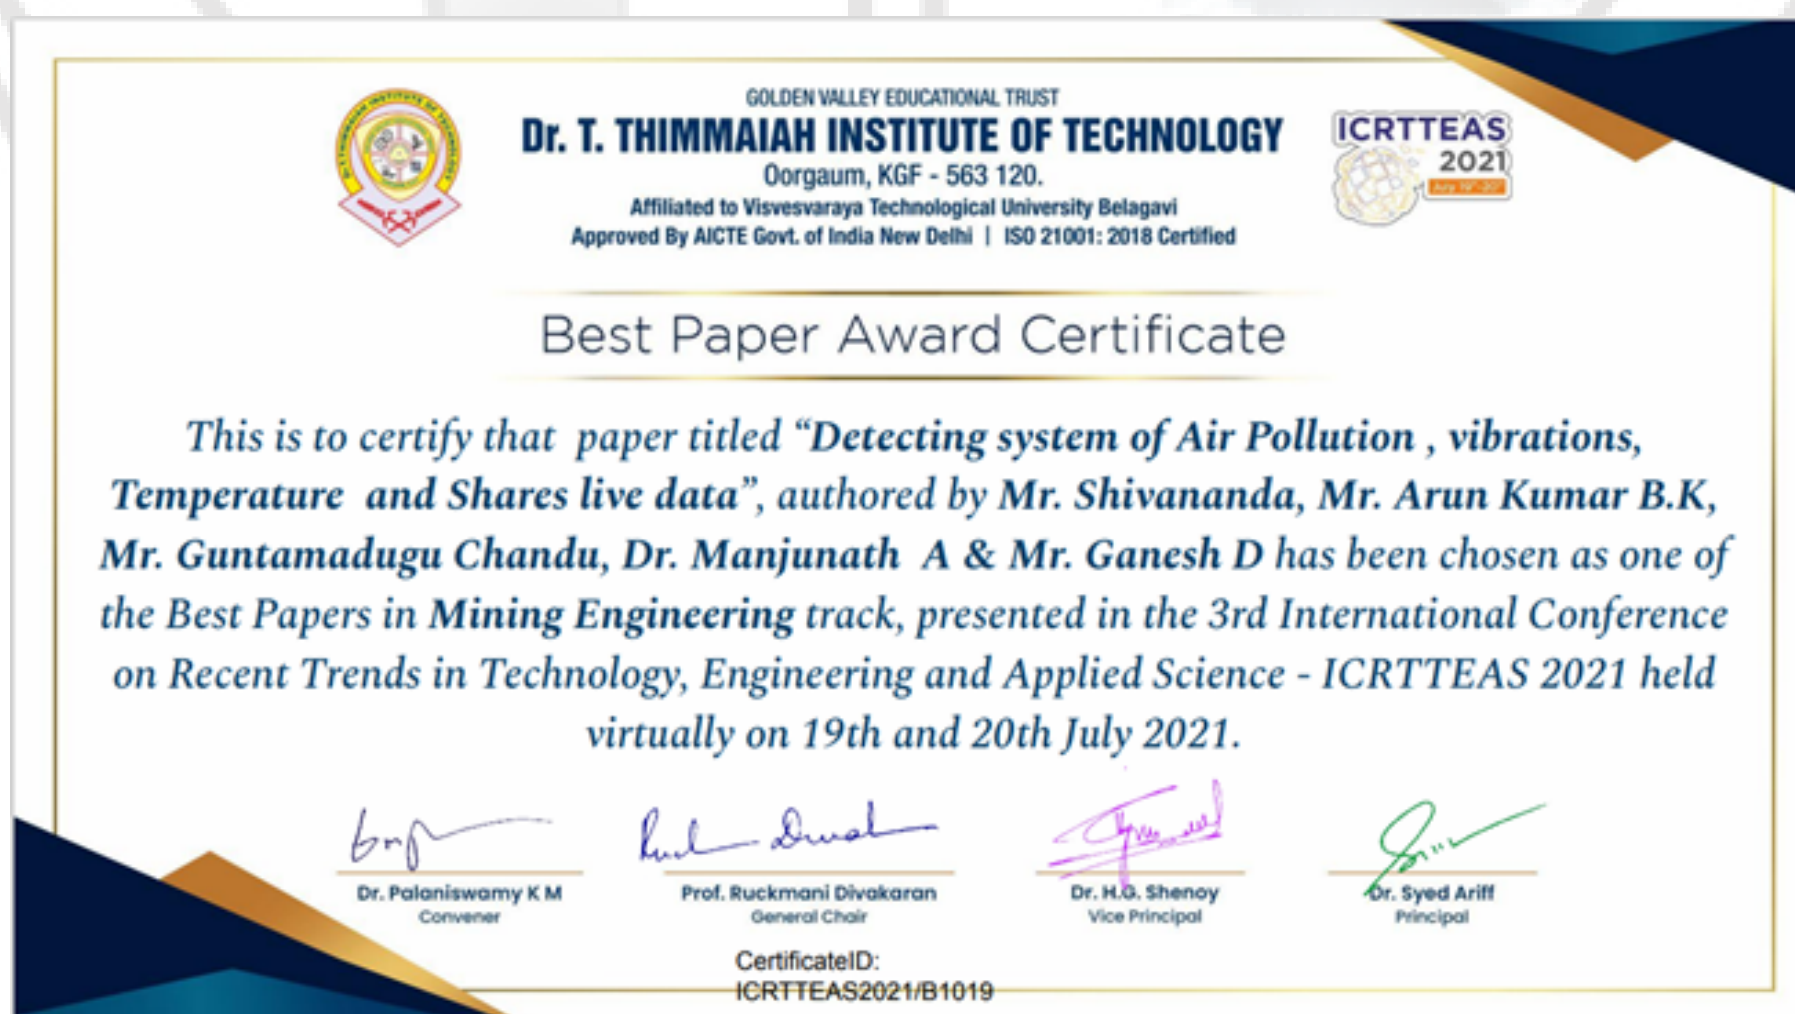 GOLDEN VALLEY EDUCATIONAL TRUST
Dr. T. THIMMAIAH INSTITUTE OF TECHNOLOGY
Oorgaum, KGF - 563 120.
Affiliated to Visvesvaraya Technological University Belagavi
Approved By AICTE Govt. of India New Delhi | ISO 21001: 2018 Certified
ICRTTEAS
2021
July 19th-20th
Best Paper Award Certificate
This is to certify that paper titled “Detecting system of Air Pollution , vibrations,
Temperature and Shares live data”, authored by Mr. Shivananda, Mr. Arun Kumar B.K,
Mr. Guntamadugu Chandu, Dr. Manjunath A & Mr. Ganesh D has been chosen as one of
the Best Papers in Mining Engineering track, presented in the 3rd International Conference
on Recent Trends in Technology, Engineering and Applied Science - ICRTTEAS 2021 held
virtually on 19th and 20th July 2021.
Dr. Palaniswamy K M
Convener
Prof. Ruckmani Divakaran
General Chair
Dr. H.G. Shenoy
Vice Principal
Dr. Syed Ariff
Principal
CertificateID:
ICRTTEAS2021/B1019